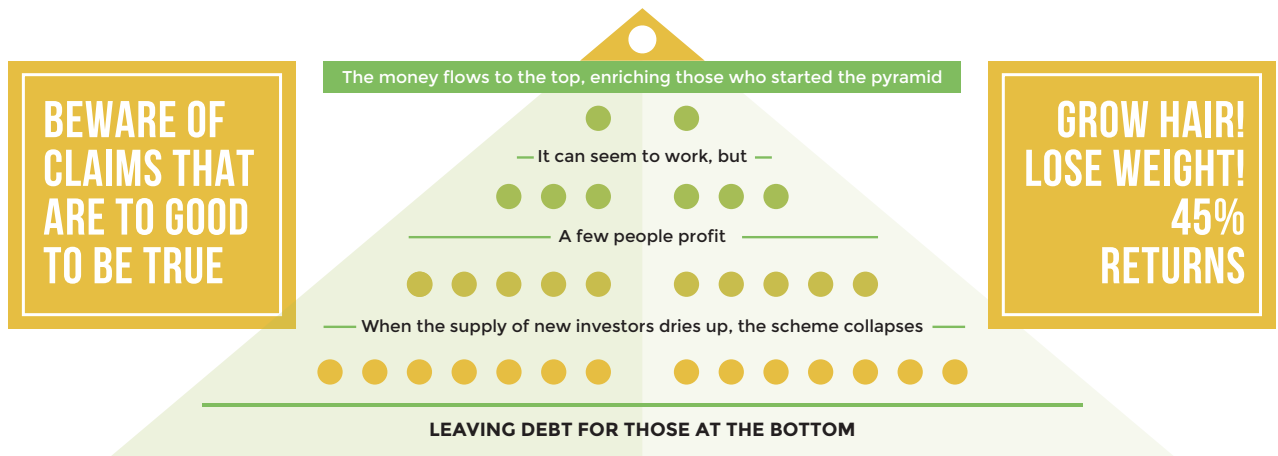 The money flows to the top, enriching those who started the pyramid
BEWARE OF
CLAIMS THAT
ARE TO GOOD
TO BE TRUE
GROW HAIR!
LOSE WEIGHT!
45%
RETURNS
It can seem to work, but
A few people profit
When the supply of new investors dries up, the scheme collapses
LEAVING DEBT FOR THOSE AT THE BOTTOM